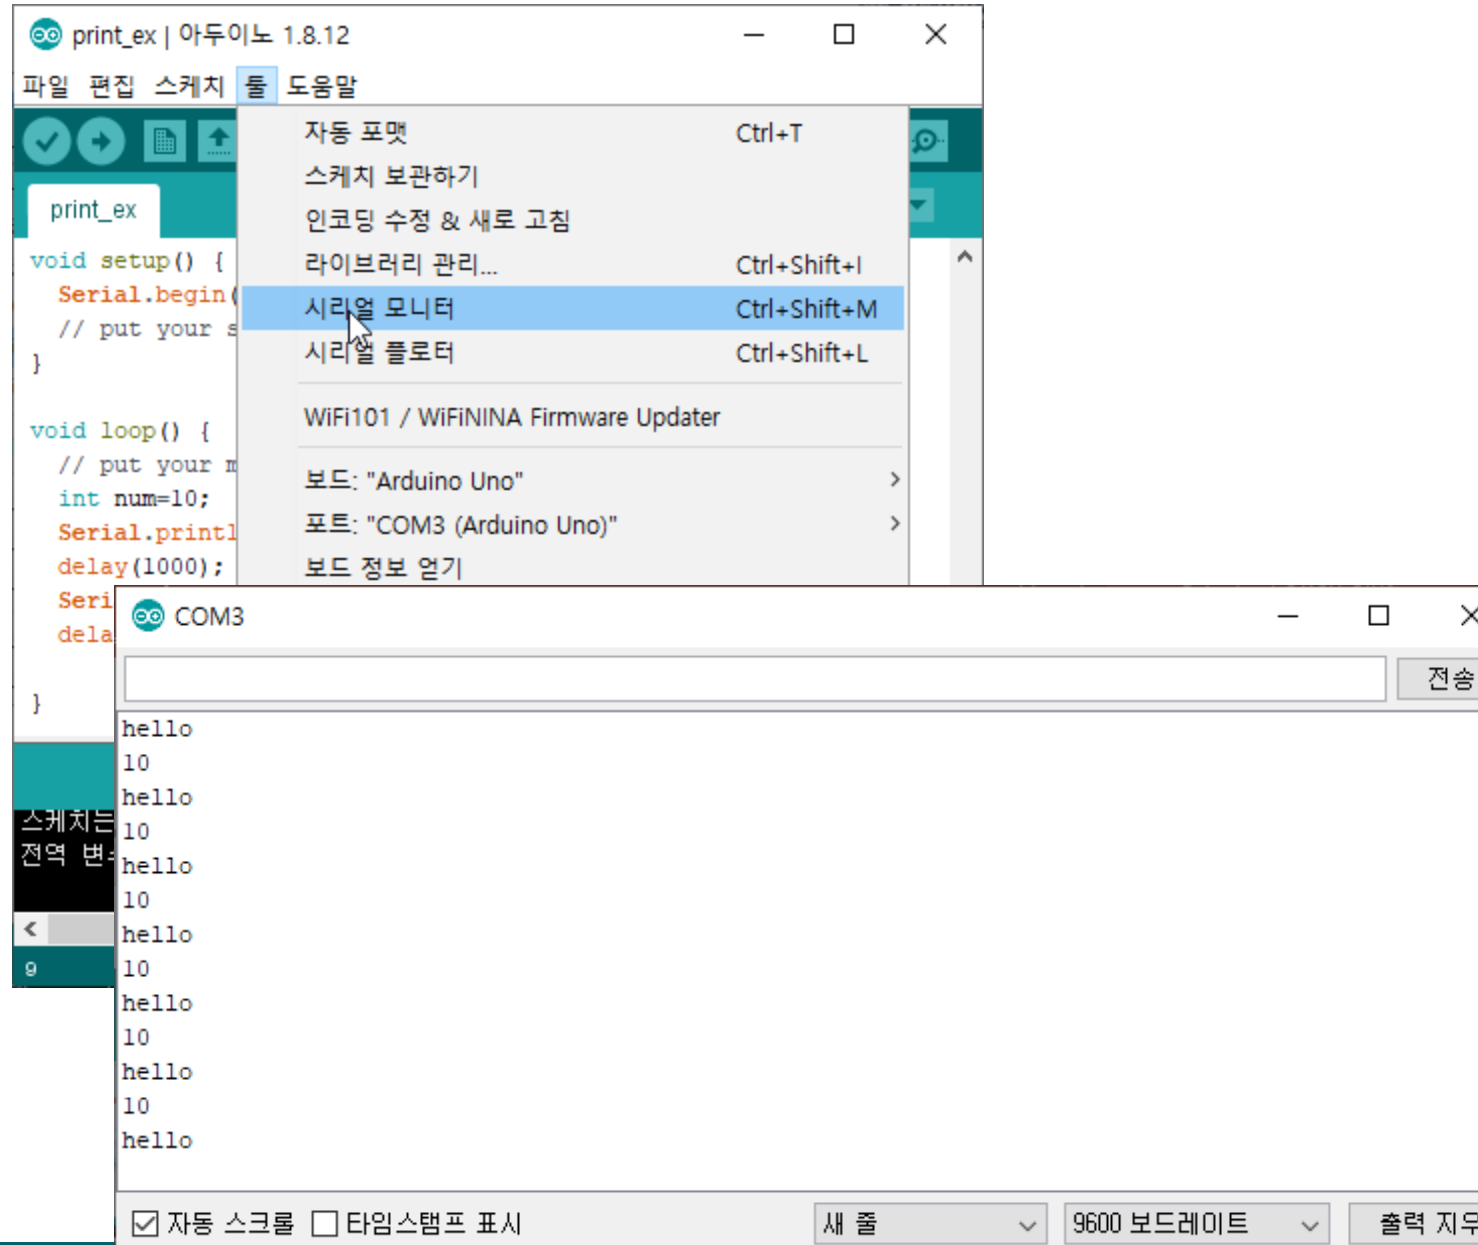 print_ex | 아두이노 1.8.12
파일 편집 스케치 툴 도움말
자동 포맷 Ctrl+T
스케치 보관하기
인코딩 수정 & 새로 고침
라이브러리 관리... Ctrl+Shift+I
시리얼 모니터 Ctrl+Shift+M
시리얼 플로터 Ctrl+Shift+L
WiFi101 / WiFiNINA Firmware Updater
보드: "Arduino Uno"
포트: "COM3 (Arduino Uno)"
보드 정보 얻기
print_ex
void setup() {
Serial.begin(
// put your s
}
void loop() {
// put your m
int num=10;
Serial.printl
delay(1000);
Seri
dela
}
스케치는
전역 변
9
COM3
전송
hello
10
hello
10
hello
10
hello
10
hello
10
hello
10
hello
자동 스크롤 타임스탬프 표시 새 줄 9600 보드레이트 출력 지우